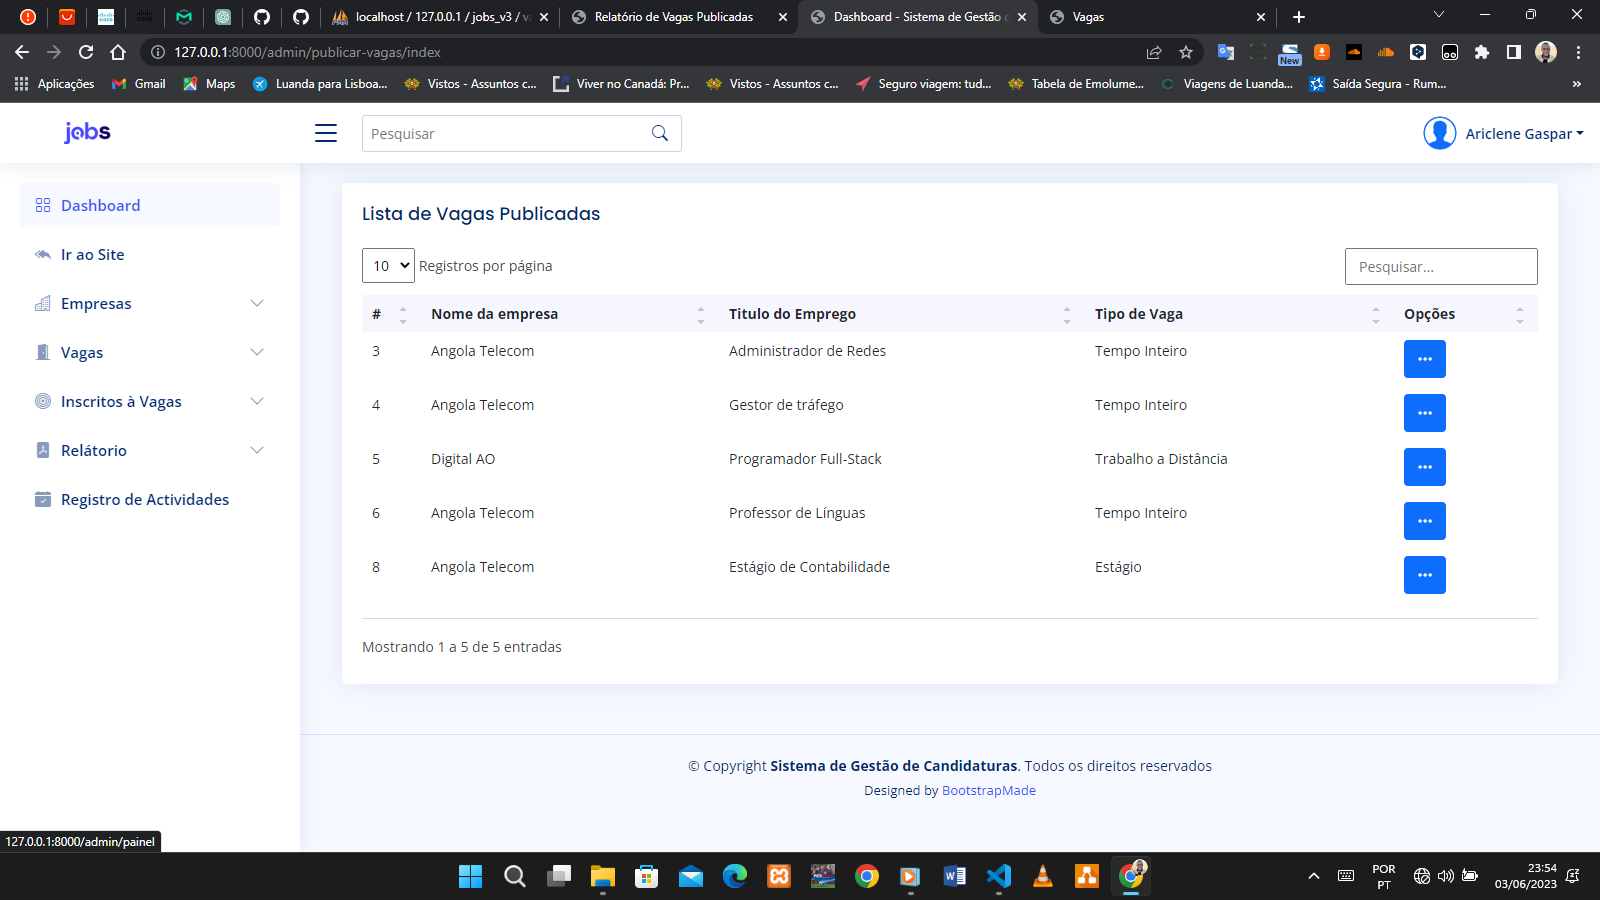 localhost / 127.0.0.1 / jobs_v3 / v
Relatório de Vagas Publicadas
Dashboard - Sistema de Gestão
Vagas
127.0.0.1:8000/admin/publicar-vagas/index
New
Aplicações
Gmail
Maps
Luanda para Lisboa...
Vistos - Assuntos c...
Viver no Canadá: Pr...
Vistos - Assuntos c...
Seguro viagem: tud...
Tabela de Emolume...
Viagens de Luanda...
Saída Segura - Rum...
»
jobs
Pesquisar
Ariclene Gaspar
Dashboard
Ir ao Site
Empresas
Vagas
Inscritos à Vagas
Relátorio
Registro de Actividades
Lista de Vagas Publicadas
10 Registros por página
Pesquisar...
# Nome da empresa Titulo do Emprego Tipo de Vaga Opções
3 Angola Telecom Administrador de Redes Tempo Inteiro
4 Angola Telecom Gestor de tráfego Tempo Inteiro
5 Digital AO Programador Full-Stack Trabalho a Distância
6 Angola Telecom Professor de Línguas Tempo Inteiro
8 Angola Telecom Estágio de Contabilidade Estágio
Mostrando 1 a 5 de 5 entradas
© Copyright Sistema de Gestão de Candidaturas. Todos os direitos reservados
Designed by BootstrapMade
127.0.0.1:8000/admin/painel
POR
PT
23:54
03/06/2023